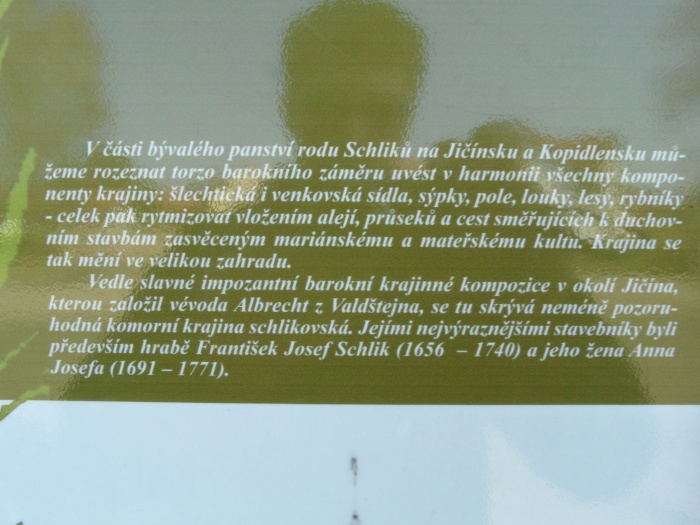 V části bývalého panství rodu Schliků na Jičínsku a Kopidlensku mů-
žeme rozeznat torzo barokního záměru uvést v harmonii všechny kompo-
nenty krajiny: šlechtická i venkovská sídla, sýpky, pole, louky, lesy, rybníky
- celek pak rytmizovat vložením alejí, průseků a cest směřujících k duchov-
ním stavbám zasvěceným mariánskému a mateřskému kultu. Krajina se
tak mění ve velikou zahradu.
Vedle slavné impozantní barokní krajinné kompozice v okolí Jičína,
kterou založil vévoda Albrecht z Valdštejna, se tu skrývá neméně pozoru-
hodná komorní krajina schlikovská. Jejími nejvýraznějšími stavebníky byli
především hrabě František Josef Schlik (1656 – 1740) a jeho žena Anna
Josefa (1691 – 1771).